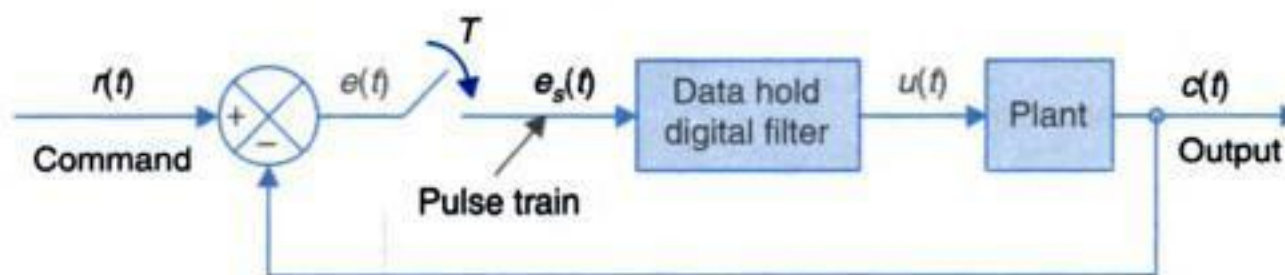 T
r(t)
e(t)
e_s(t)
Data hold
digital filter
u(t)
Plant
c(t)
+
−
Command
Output
Pulse train